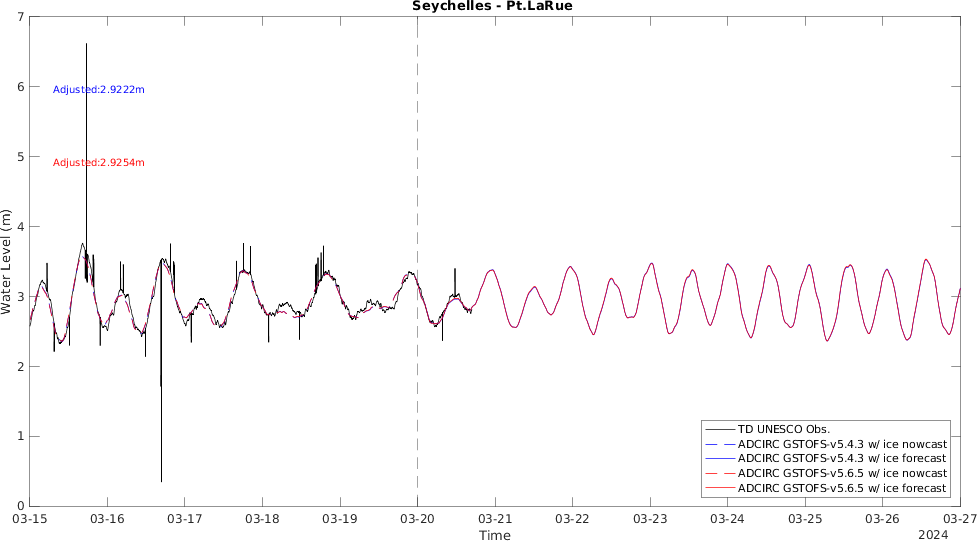 Seychelles - Pt.LaRue
7
6
5
4
3
2
1
0
Water Level (m)
Adjusted:2.9222m
Adjusted:2.9254m
TD UNESCO Obs.
ADCIRC GSTOFS-v5.4.3 w/ ice nowcast
ADCIRC GSTOFS-v5.4.3 w/ ice forecast
ADCIRC GSTOFS-v5.6.5 w/ ice nowcast
ADCIRC GSTOFS-v5.6.5 w/ ice forecast
03-15 03-16 03-17 03-18 03-19 03-20 03-21 03-22 03-23 03-24 03-25 03-26 03-27
Time
2024